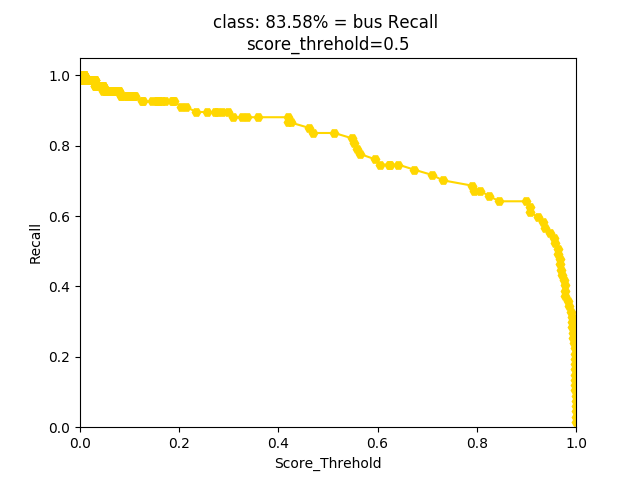 class: 83.58% = bus Recall
score_threhold=0.5
1.0
0.8
0.6
0.4
0.2
0.0
Recall
0.0 0.2 0.4 0.6 0.8 1.0
Score_Threhold